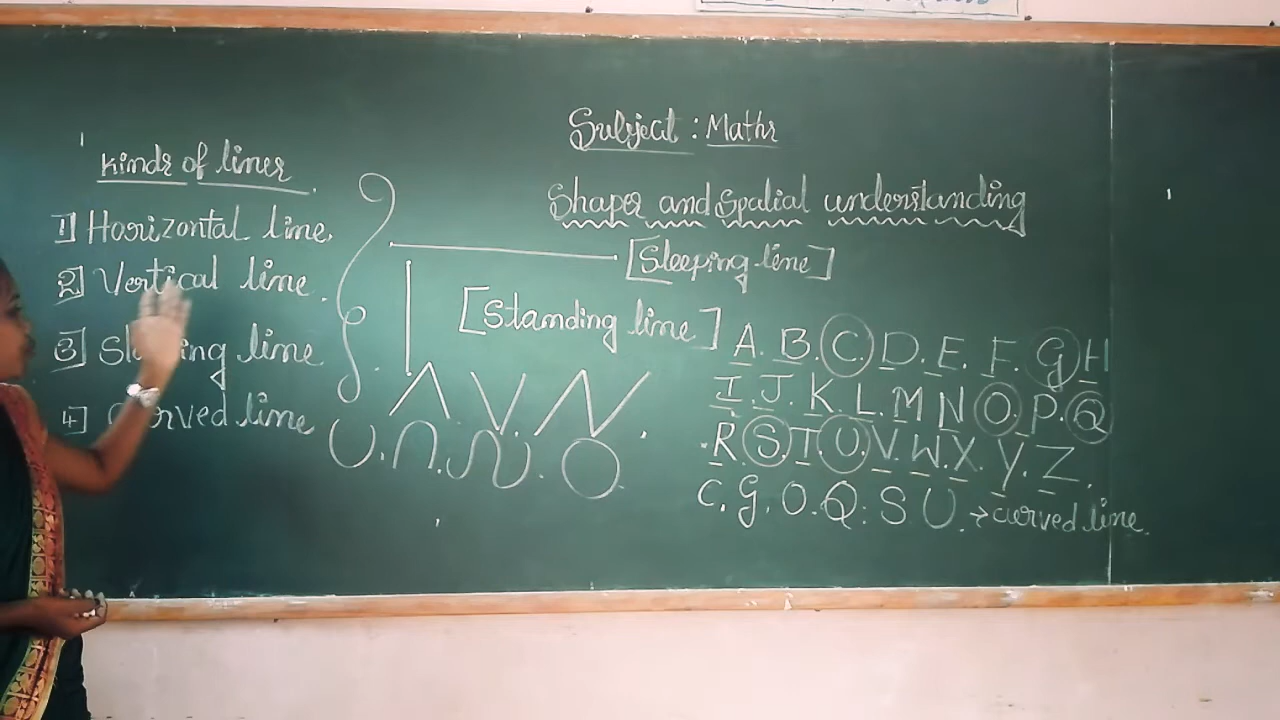 Subject : Maths
Shapes and Spatial understanding
Kinds of lines
1] Horizontal line.
2] Vertical line.
3] line
4] Curved line
[Sleeping line]
[Standing line]
A. B. C. D. E. F. G H
I. J. K. L. M N O. P. Q
R S T. U. V. W. X. Y. Z.
C. G. O. Q. S U. → curved line.